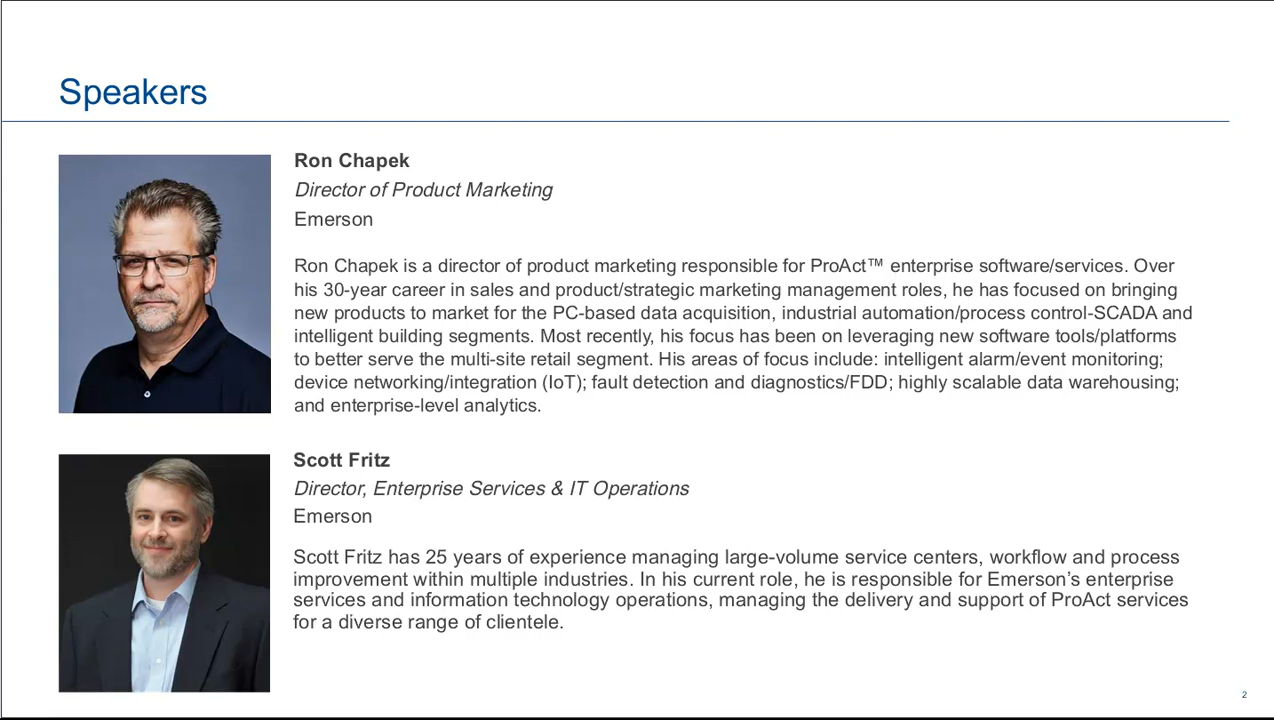 Speakers
Ron Chapek
Director of Product Marketing
Emerson
Ron Chapek is a director of product marketing responsible for ProAct™ enterprise software/services. Over
his 30-year career in sales and product/strategic marketing management roles, he has focused on bringing
new products to market for the PC-based data acquisition, industrial automation/process control-SCADA and
intelligent building segments. Most recently, his focus has been on leveraging new software tools/platforms
to better serve the multi-site retail segment. His areas of focus include: intelligent alarm/event monitoring;
device networking/integration (IoT); fault detection and diagnostics/FDD; highly scalable data warehousing;
and enterprise-level analytics.
Scott Fritz
Director, Enterprise Services & IT Operations
Emerson
Scott Fritz has 25 years of experience managing large-volume service centers, workflow and process
improvement within multiple industries. In his current role, he is responsible for Emerson’s enterprise
services and information technology operations, managing the delivery and support of ProAct services
for a diverse range of clientele.
2